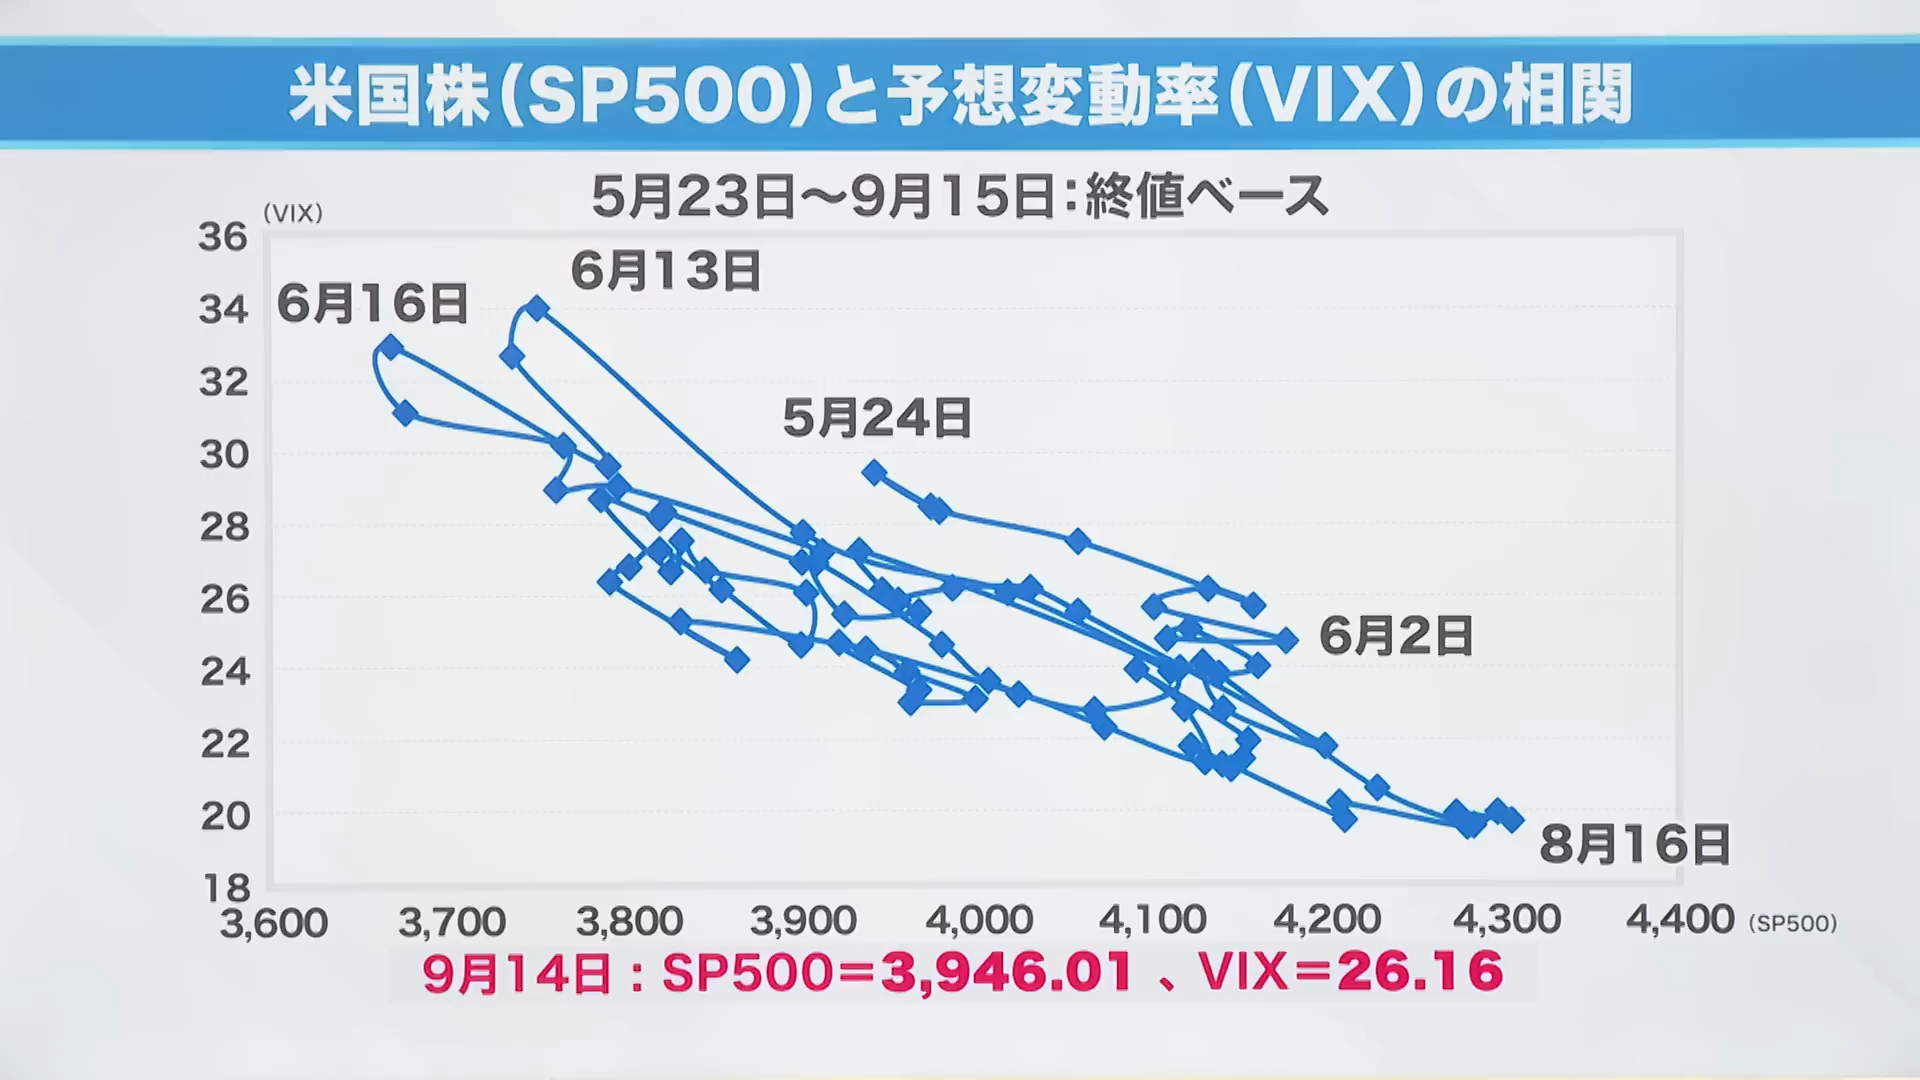 米国株(SP500)と予想変動率(VIX)の相関
5月23日〜9月15日：終値ベース
(VIX)
36
34
32
30
28
26
24
22
20
18
6月16日
6月13日
5月24日
6月2日
8月16日
3,600 3,700 3,800 3,900 4,000 4,100 4,200 4,300 4,400 (SP500)
9月14日：SP500＝3,946.01、VIX＝26.16